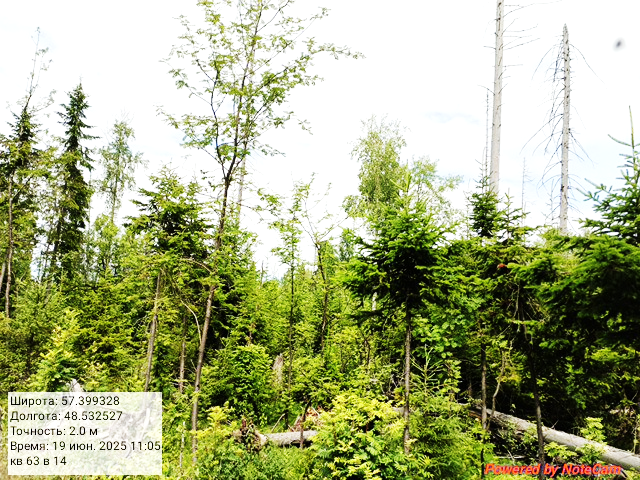 Широта: 57.399328
Долгота: 48.532527
Точность: 2.0 м
Время: 19 июн. 2025 11:05
кв 63 в 14
Powered by NoteCam